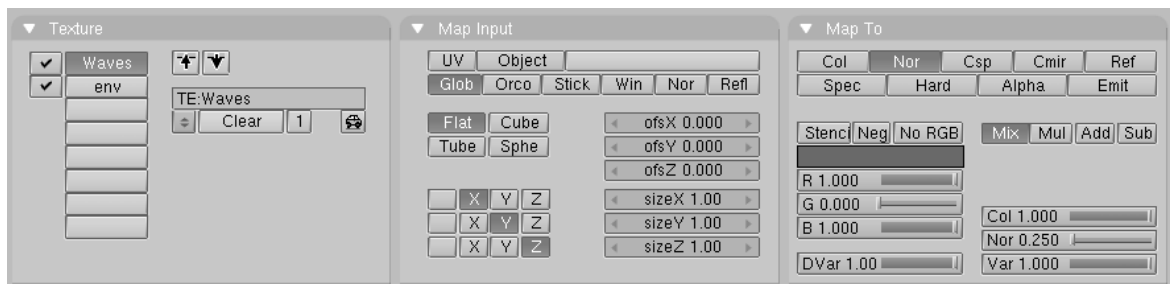 Texture
Waves
env
TE:Waves
Clear 1
Map Input
UV Object
Glob Orco Stick Win Nor Refl
Flat Cube
Tube Sphe
ofsX 0.000
ofsY 0.000
ofsZ 0.000
X Y Z
X Y Z
X Y Z
sizeX 1.00
sizeY 1.00
sizeZ 1.00
Map To
Col Nor Csp Cmir Ref
Spec Hard Alpha Emit
Stenci Neg No RGB
Mix Mul Add Sub
R 1.000
G 0.000
B 1.000
DVar 1.00
Col 1.000
Nor 0.250
Var 1.000